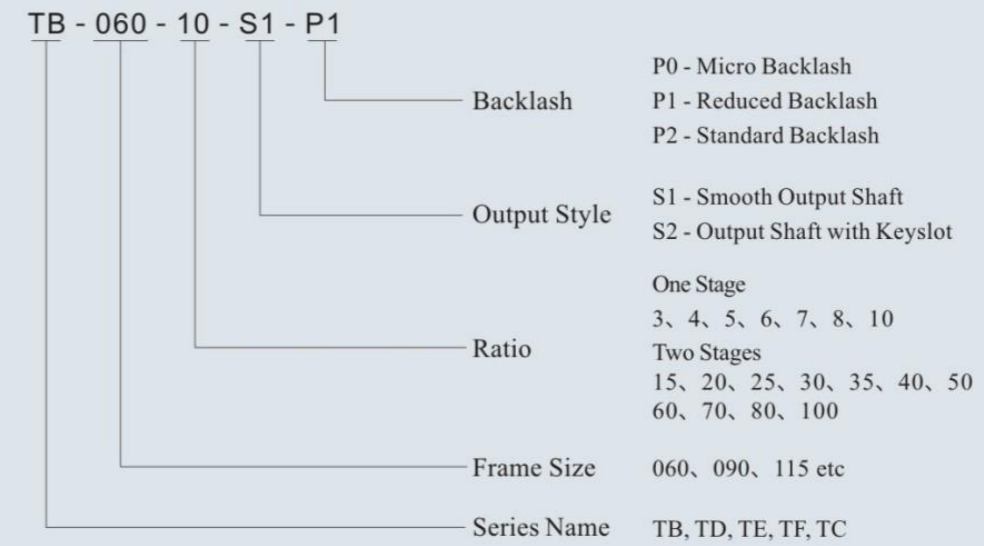 TB - 060 - 10 - S1 - P1
Backlash
P0 - Micro Backlash
P1 - Reduced Backlash
P2 - Standard Backlash
Output Style
S1 - Smooth Output Shaft
S2 - Output Shaft with Keyslot
Ratio
One Stage
3、4、5、6、7、8、10
Two Stages
15、20、25、30、35、40、50
60、70、80、100
Frame Size
060、090、115 etc
Series Name
TB, TD, TE, TF, TC